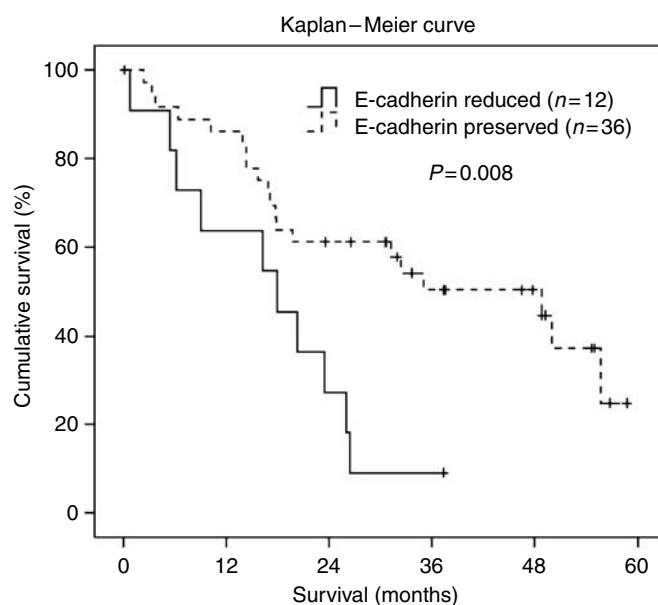 Kaplan–Meier curve
E-cadherin reduced (n=12)
E-cadherin preserved (n=36)
P=0.008
Cumulative survival (%)
100
80
60
40
20
0
0 12 24 36 48 60
Survival (months)